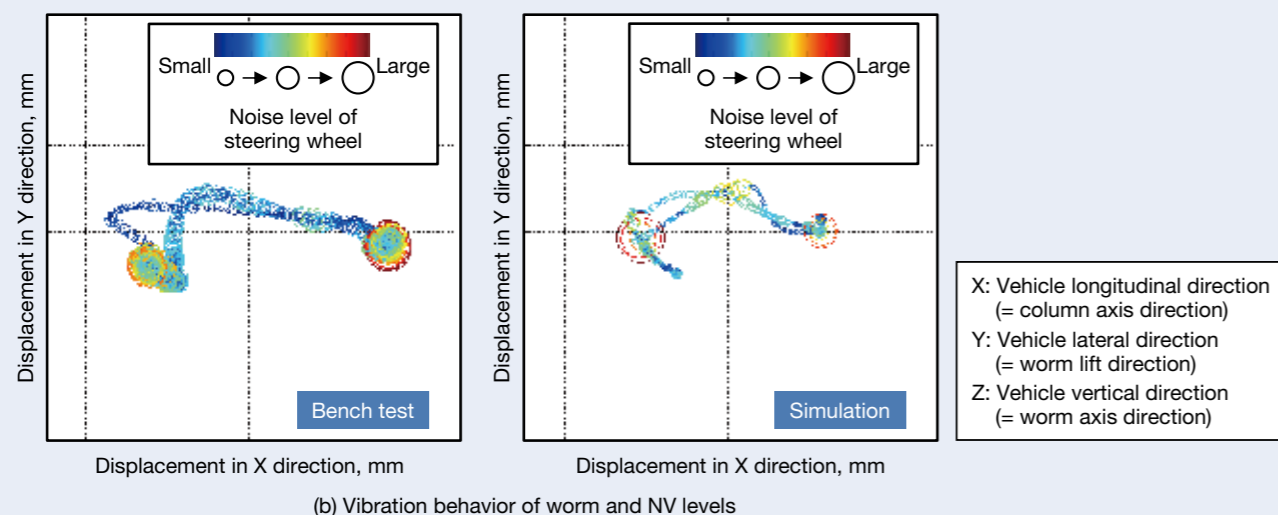 Small
Large
Noise level of
steering wheel
Displacement in Y direction, mm
Bench test
Displacement in X direction, mm
Small
Large
Noise level of
steering wheel
Displacement in Y direction, mm
Simulation
Displacement in X direction, mm
X: Vehicle longitudinal direction
(= column axis direction)
Y: Vehicle lateral direction
(= worm lift direction)
Z: Vehicle vertical direction
(= worm axis direction)
(b) Vibration behavior of worm and NV levels